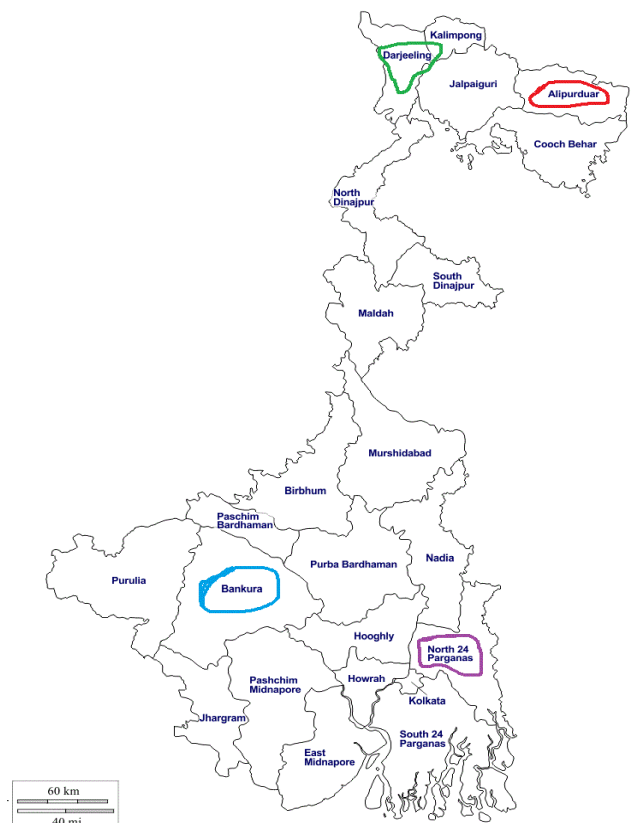 Kalimpong
Darjeeling
Jalpaiguri
Alipurduar
Cooch Behar
North
Dinajpur
South
Dinajpur
Maldah
Murshidabad
Birbhum
Paschim
Bardhaman
Purba Bardhaman
Nadia
Purulia
Bankura
Hooghly
North 24
Parganas
Pashchim
Midnapore
Howrah
Kolkata
Jhargram
South 24
Parganas
East
Midnapore
60 km
40 mi